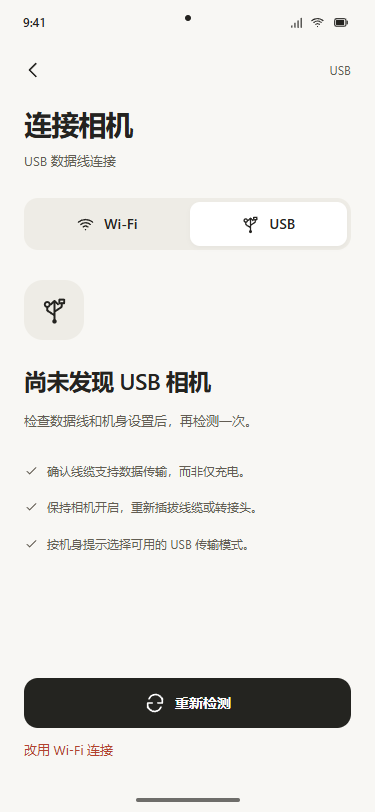 9:41
USB
连接相机
USB 数据线连接
Wi-Fi
USB
尚未发现 USB 相机
检查数据线和机身设置后，再检测一次。
确认线缆支持数据传输，而非仅充电。
保持相机开启，重新插拔线缆或转接头。
按机身提示选择可用的 USB 传输模式。
重新检测
改用 Wi-Fi 连接